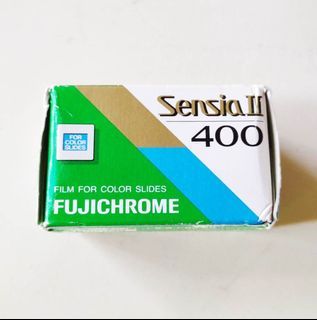 Sensia II
400
FOR
COLOR
SLIDES
FILM FOR COLOR SLIDES
FUJICHROME